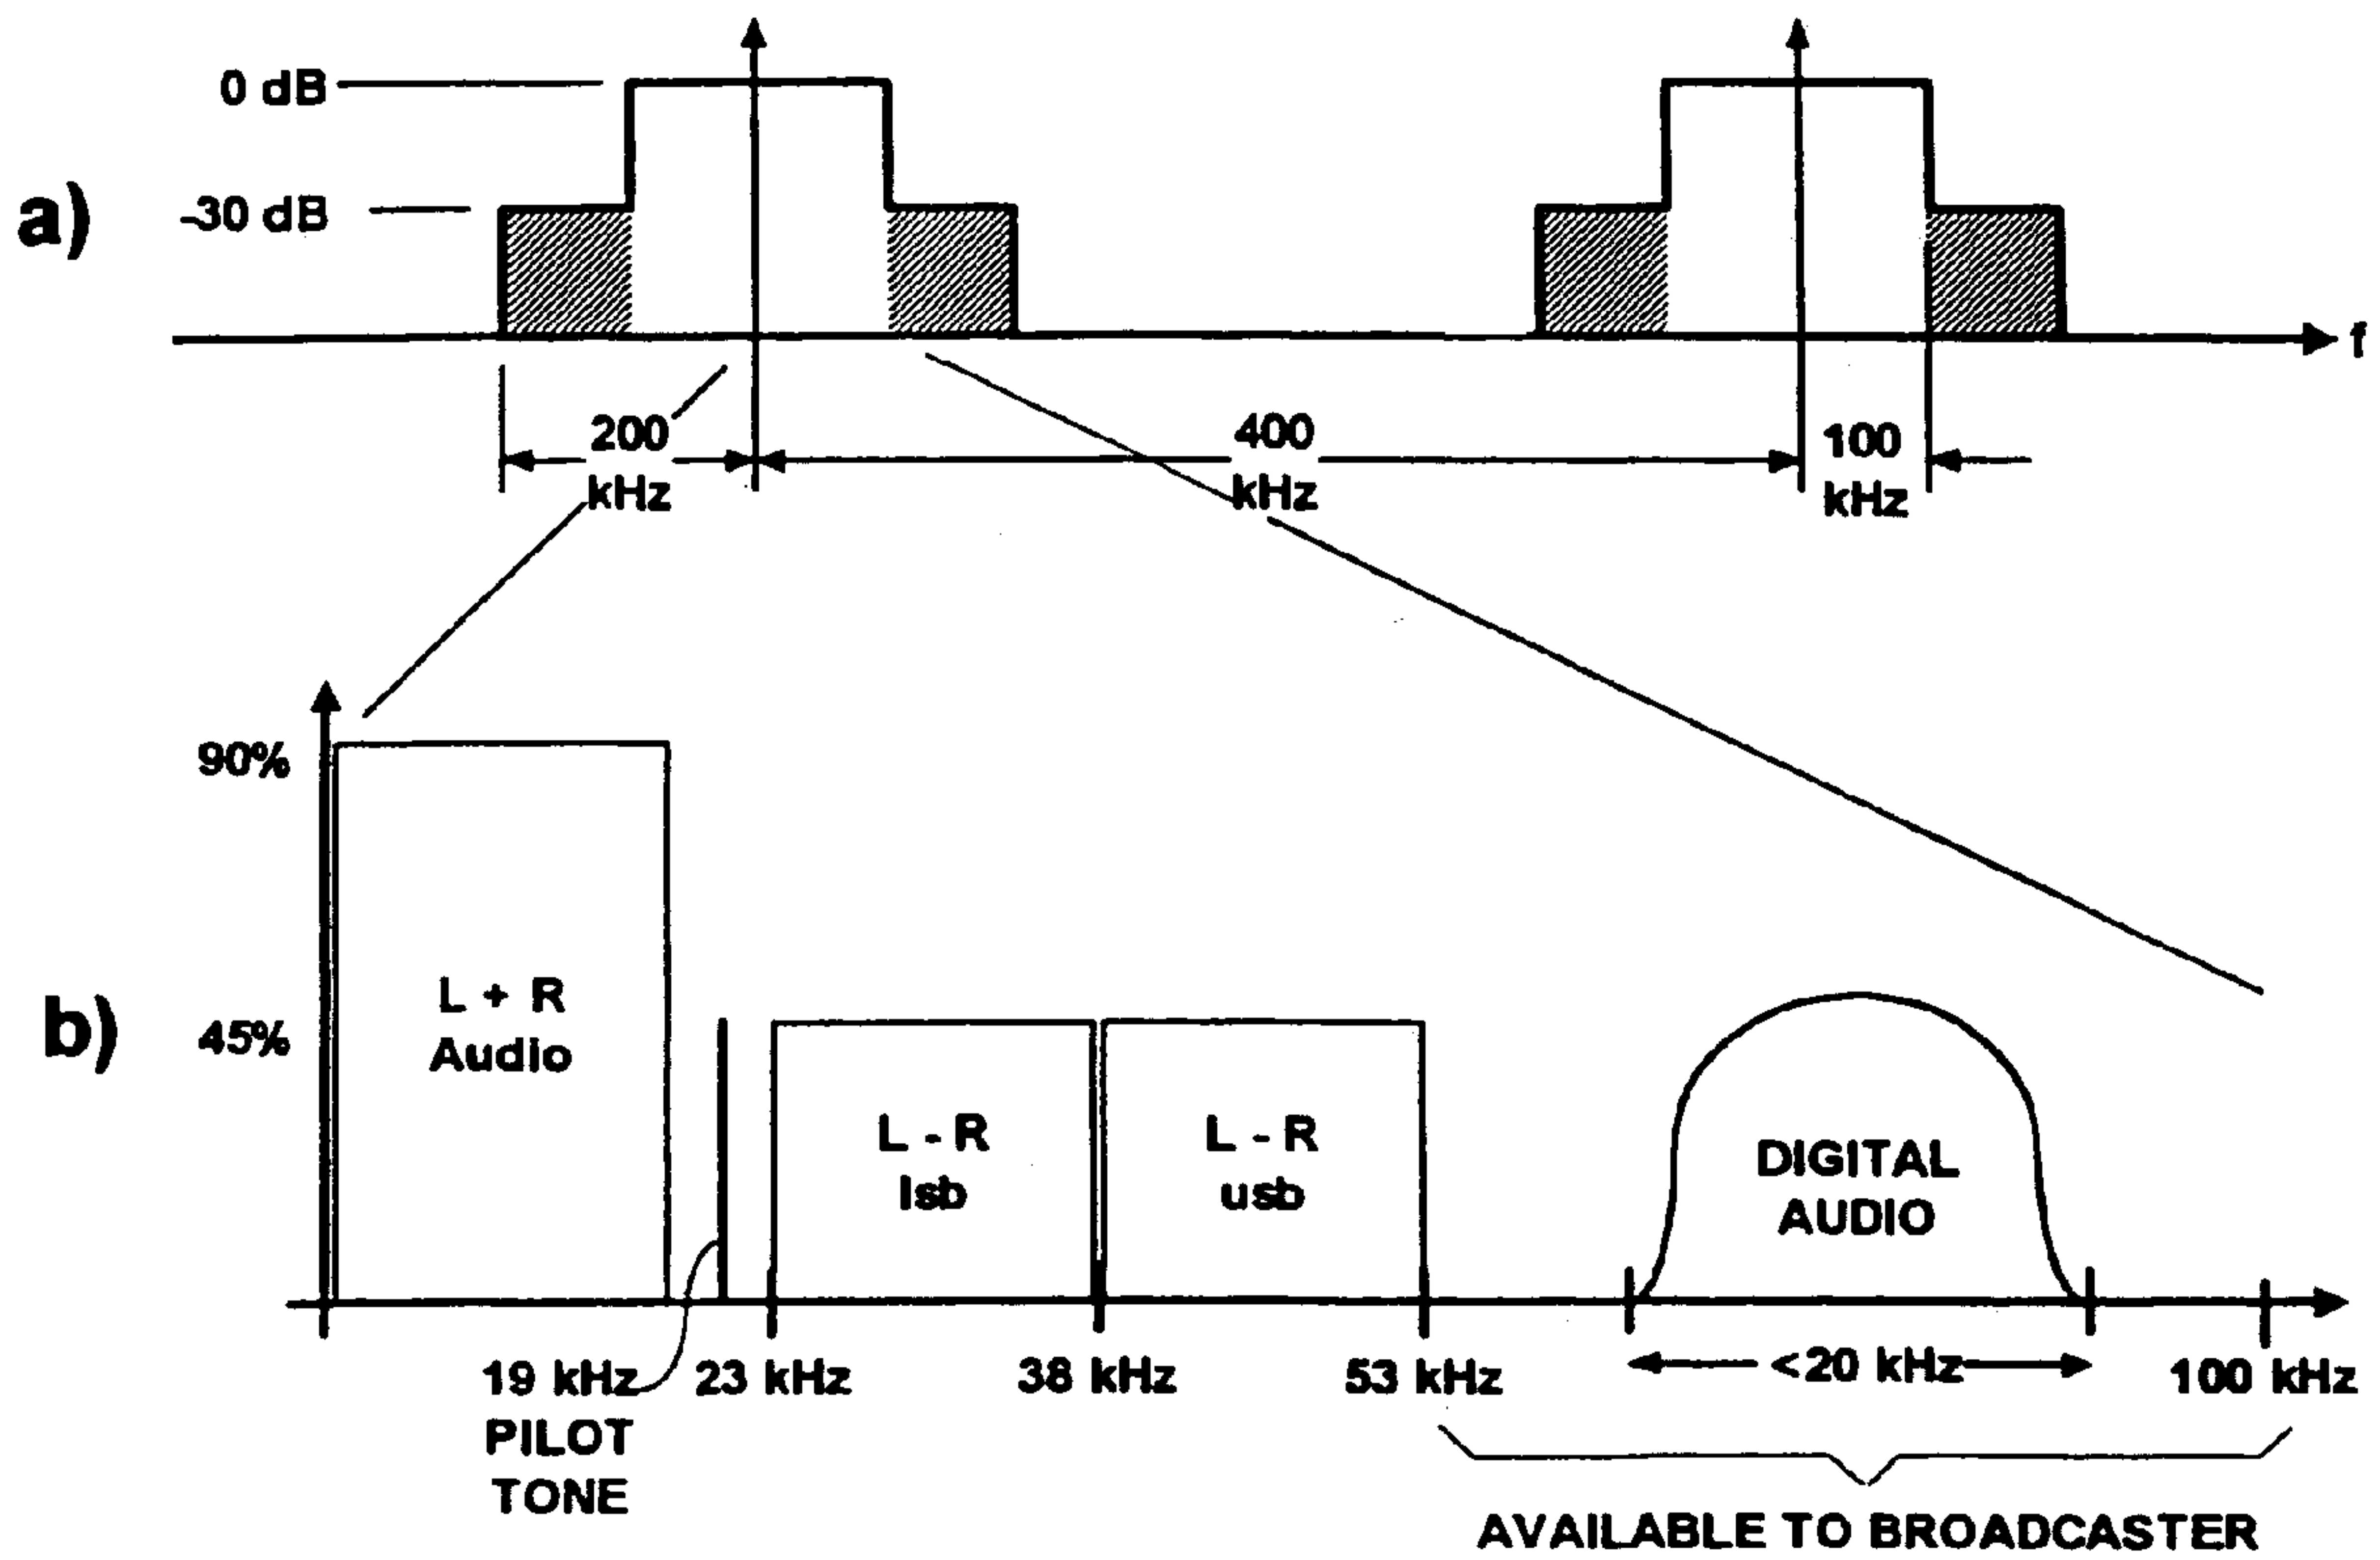 0 dB
a)
-30 dB
f
200
kHz
400
kHz
100
kHz
90%
L + R
Audio
b)
45%
L - R
lsb
L - R
usb
DIGITAL
AUDIO
19 kHz
PILOT
TONE
23 kHz
38 kHz
53 kHz
<20 kHz
100 kHz
AVAILABLE TO BROADCASTER